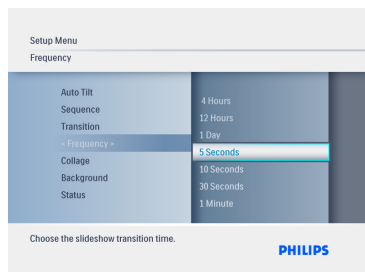 Setup Menu
Frequency
Auto Tilt
Sequence
Transition
< Frequency >
Collage
Background
Status
4 Hours
12 Hours
1 Day
5 Seconds
10 Seconds
30 Seconds
1 Minute
Choose the slideshow transition time.
PHILIPS